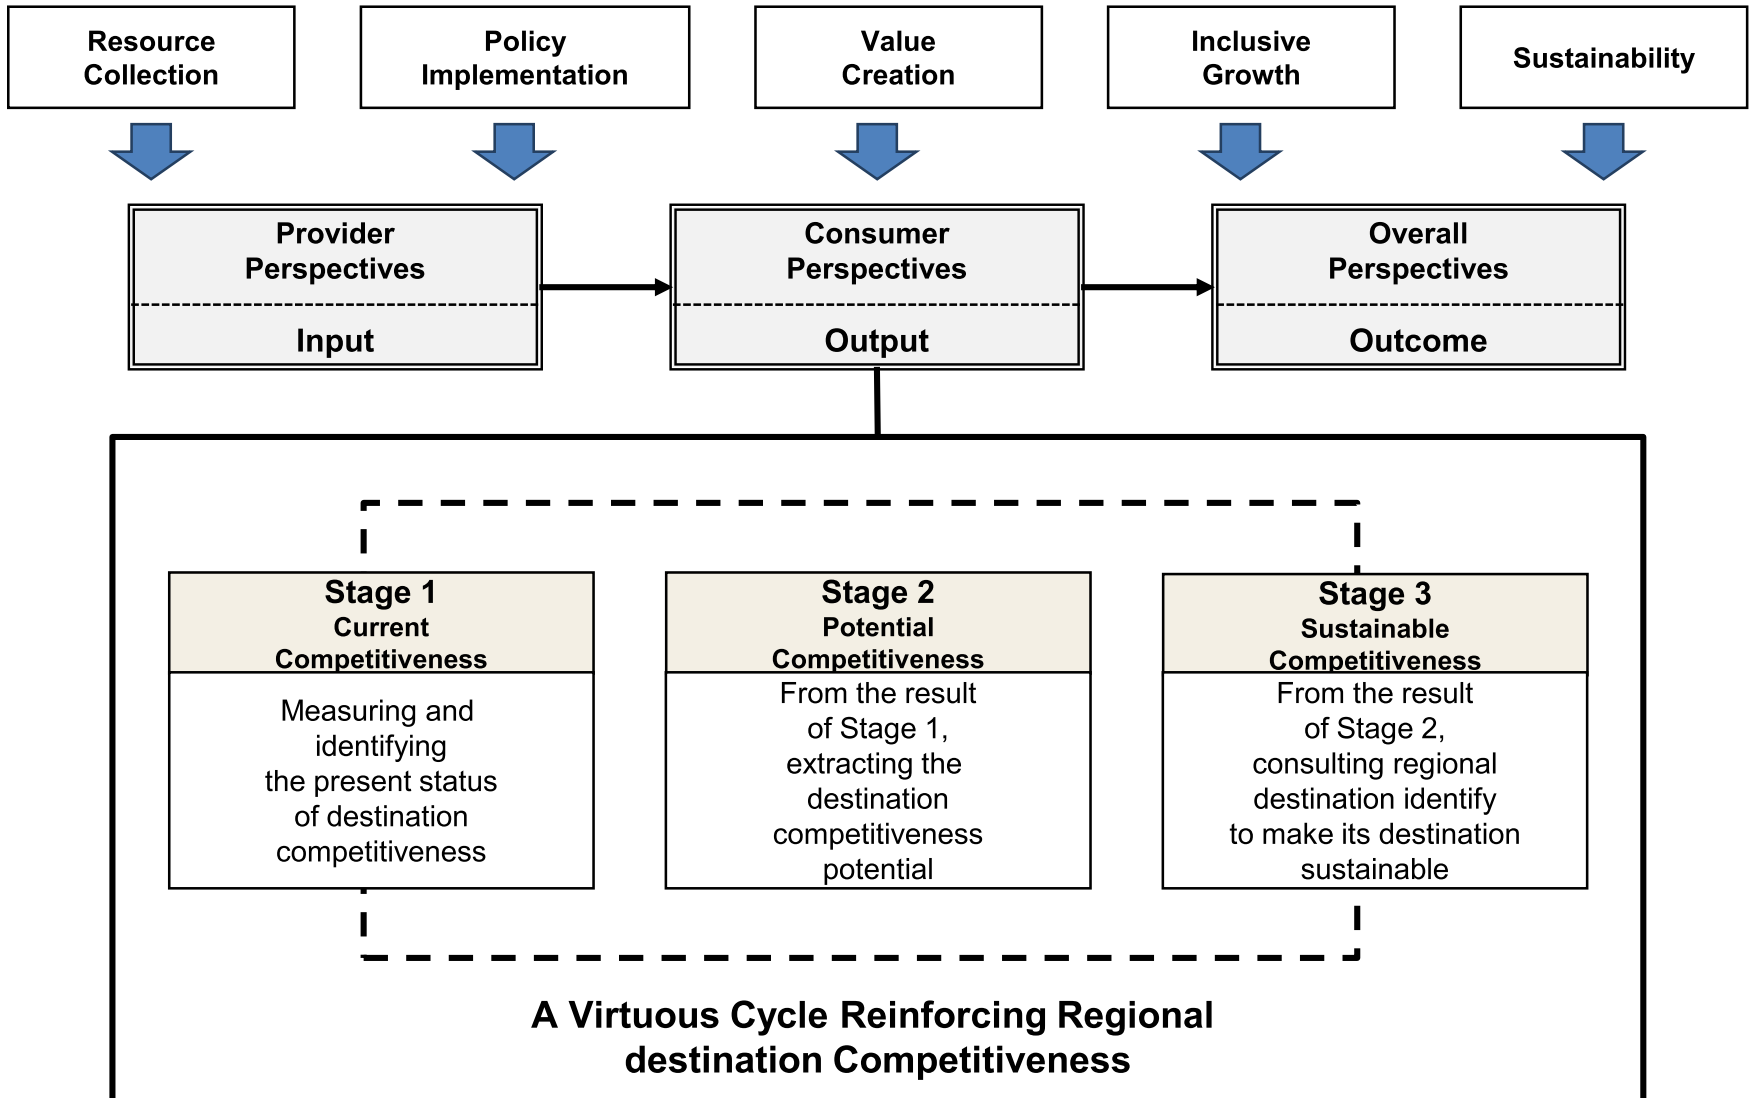 Resource
Collection
Policy
Implementation
Value
Creation
Inclusive
Growth
Sustainability
Provider
Perspectives
Input
Consumer
Perspectives
Output
Overall
Perspectives
Outcome
Stage 1
Current
Competitiveness
Measuring and
identifying
the present status
of destination
competitiveness
Stage 2
Potential
Competitiveness
From the result
of Stage 1,
extracting the
destination
competitiveness
potential
Stage 3
Sustainable
Competitiveness
From the result
of Stage 2,
consulting regional
destination identify
to make its destination
sustainable
A Virtuous Cycle Reinforcing Regional
destination Competitiveness